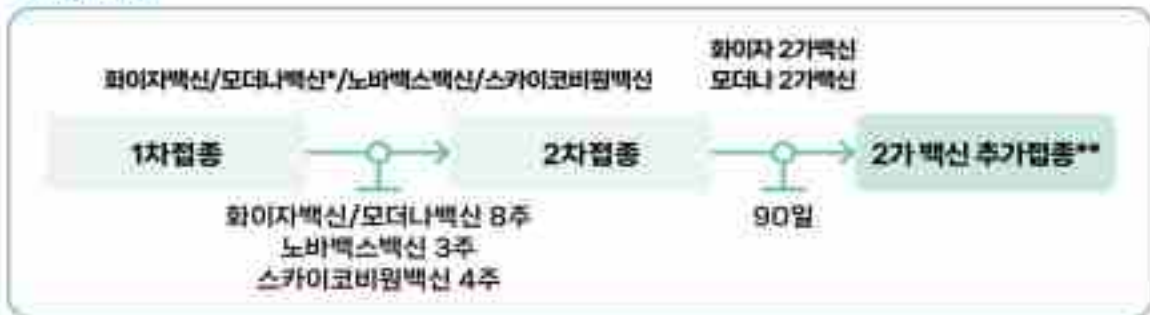 화이자 2가백신
모더나 2가백신
화이자백신/모더나백신*/노바백스백신/스카이코비원백신
1차접종
2차접종
2가 백신 추가접종**
화이자백신/모더나백신 8주
노바백스백신 3주
스카이코비원백신 4주
90일